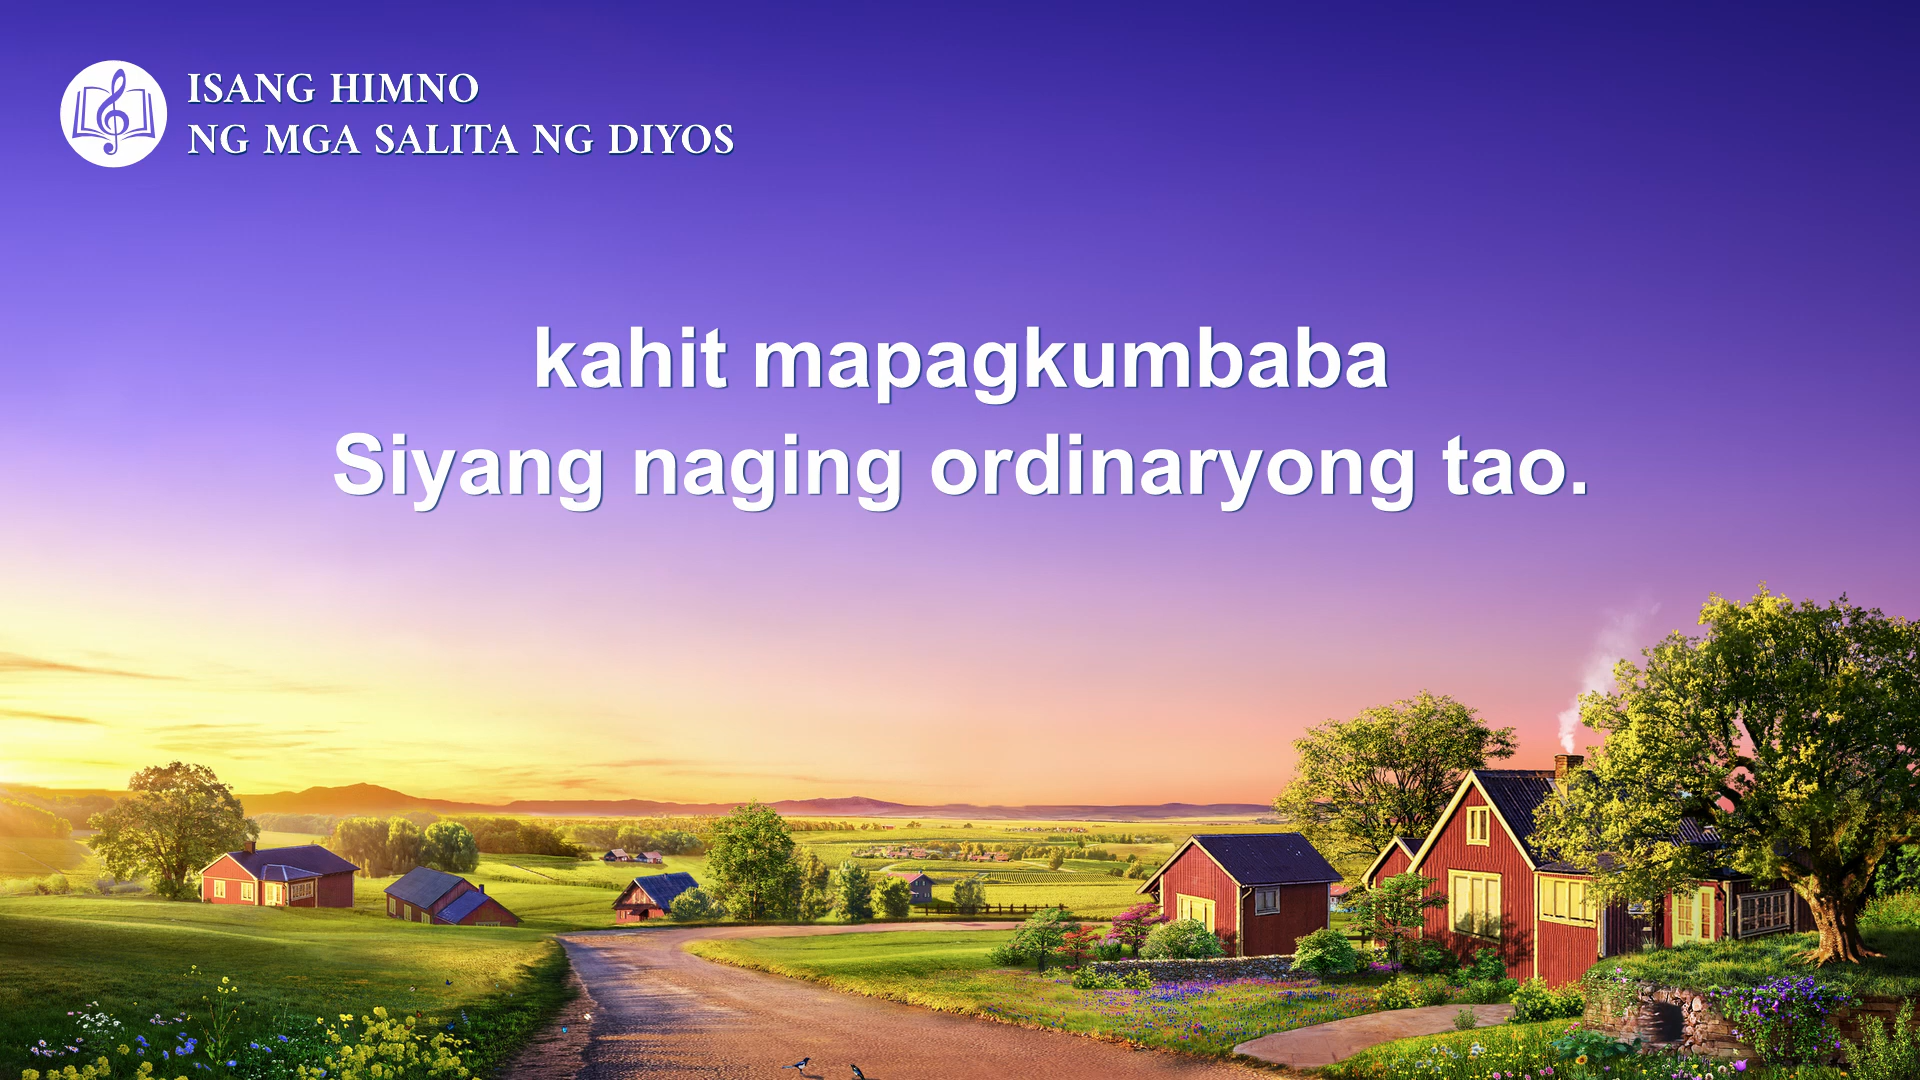 ISANG HIMNO
NG MGA SALITA NG DIYOS
kahit mapagkumbaba
Siyang naging ordinaryong tao.